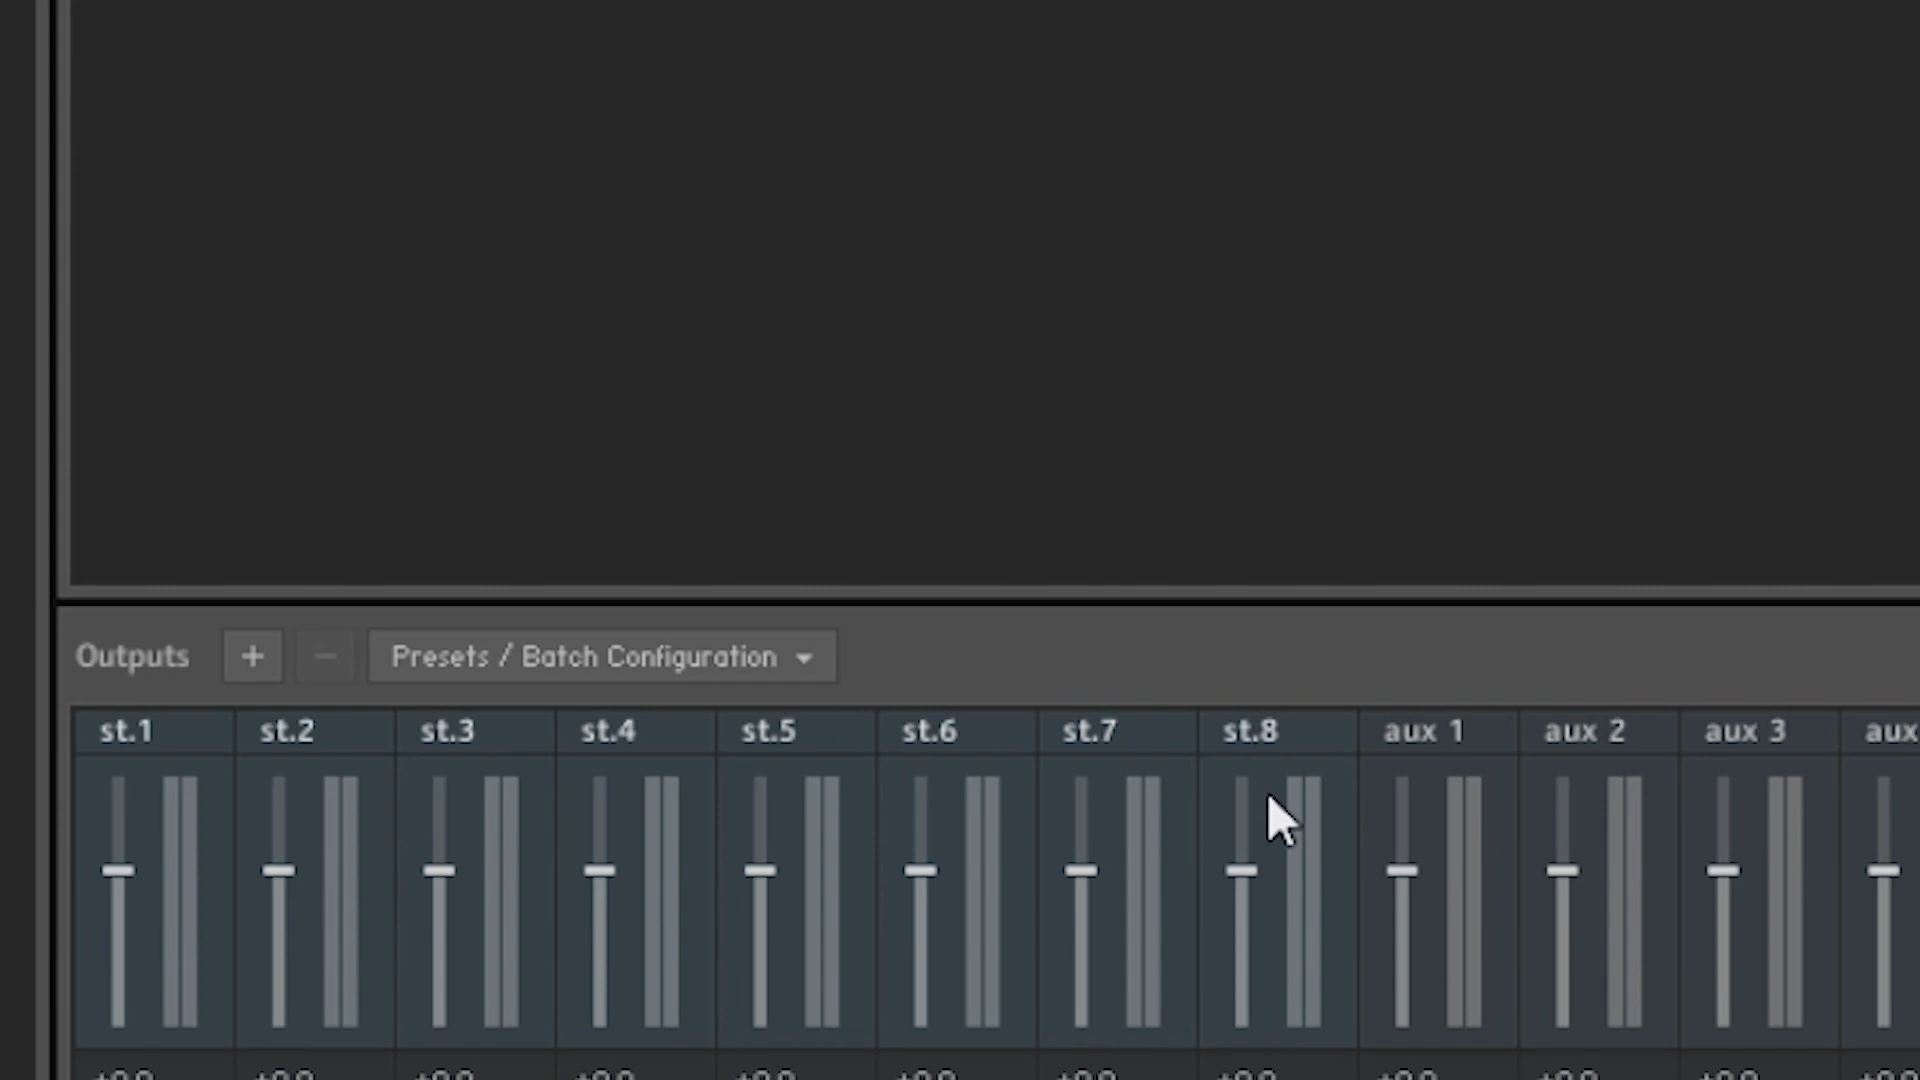 Outputs + − Presets / Batch Configuration
st.1 st.2 st.3 st.4 st.5 st.6 st.7 st.8 aux 1 aux 2 aux 3 aux